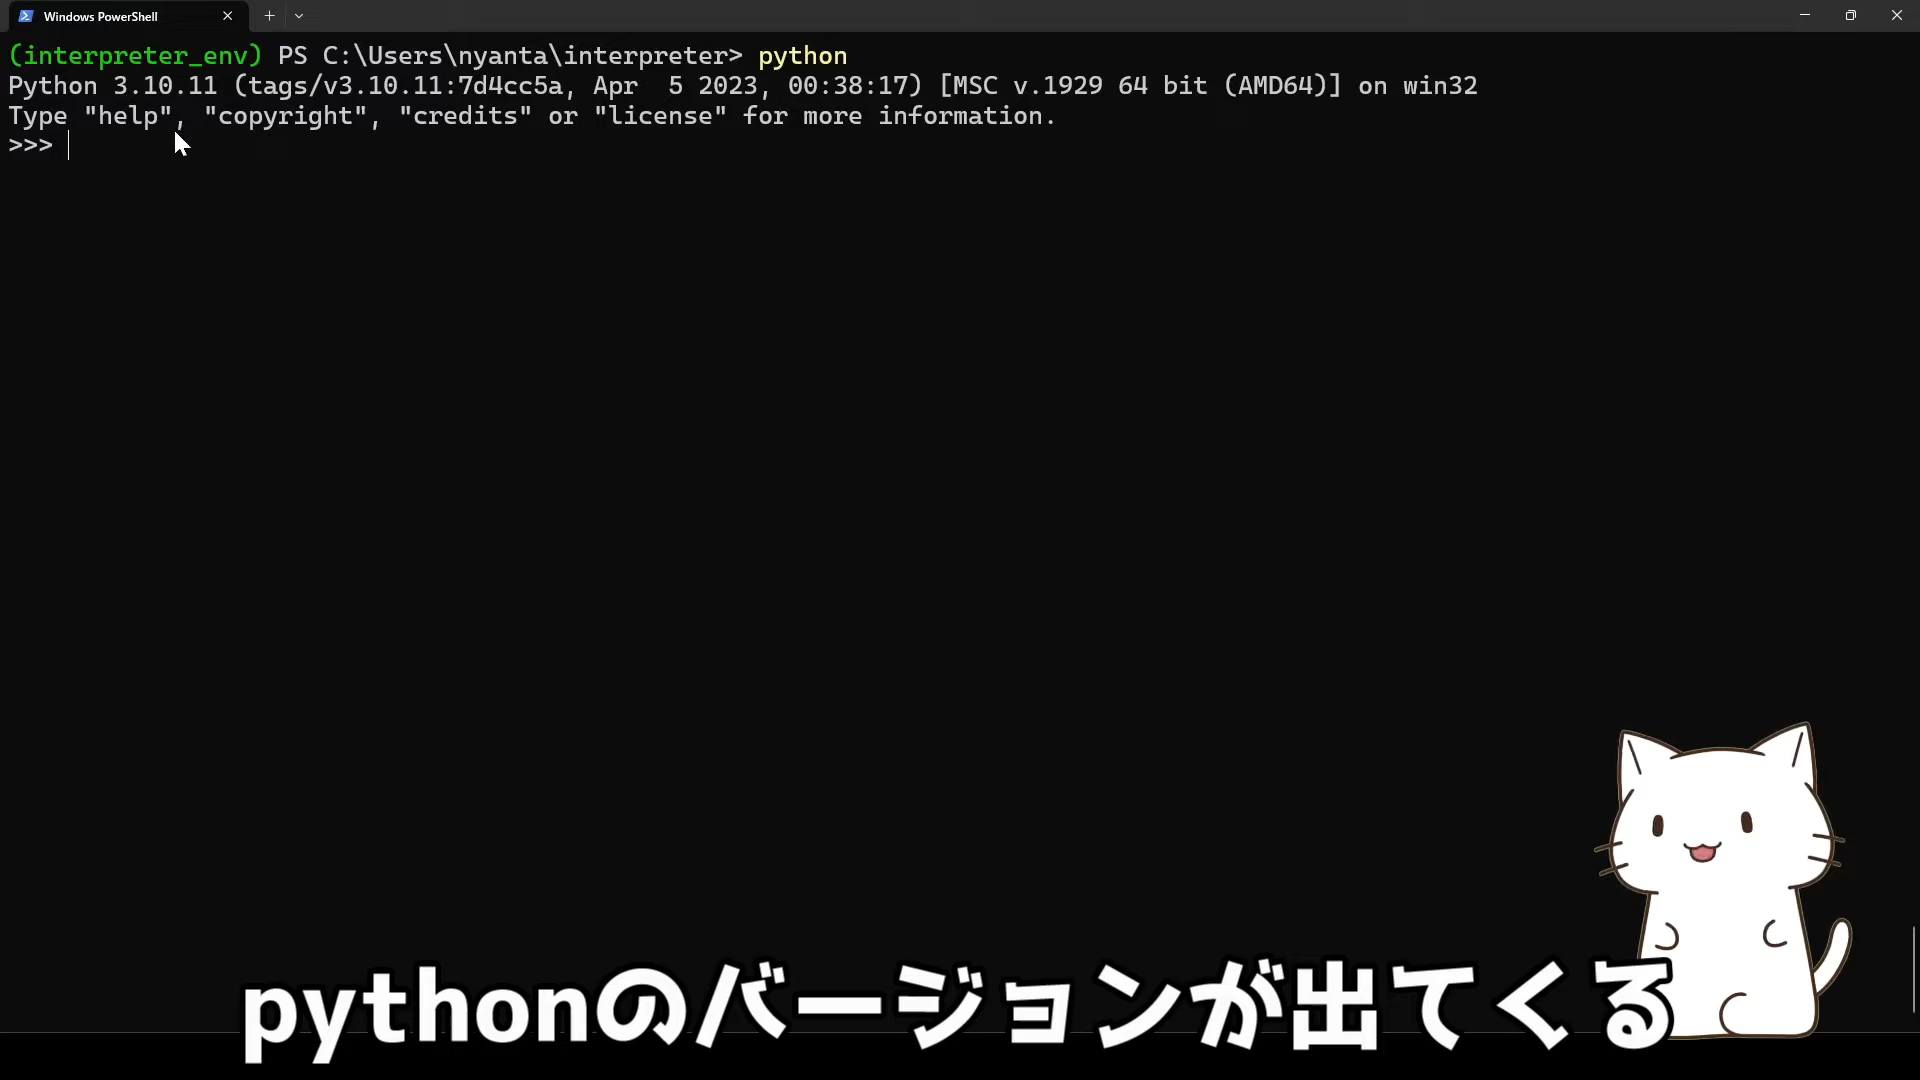 Windows PowerShell
(interpreter_env) PS C:\Users\nyanta\interpreter> python
Python 3.10.11 (tags/v3.10.11:7d4cc5a, Apr  5 2023, 00:38:17) [MSC v.1929 64 bit (AMD64)] on win32
Type "help", "copyright", "credits" or "license" for more information.
>>>
pythonのバージョンが出てくる